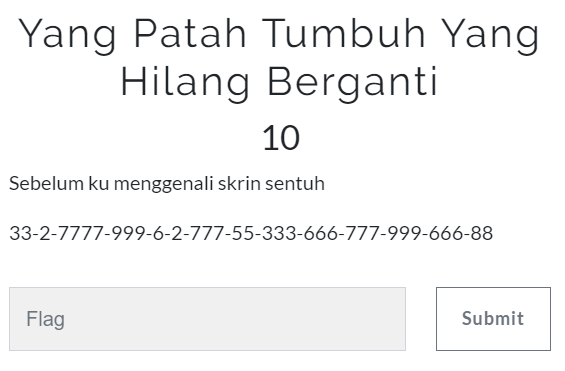 Yang Patah Tumbuh Yang
Hilang Berganti
10
Sebelum ku menggenali skrin sentuh
33-2-7777-999-6-2-777-55-333-666-777-999-666-88
Flag
Submit